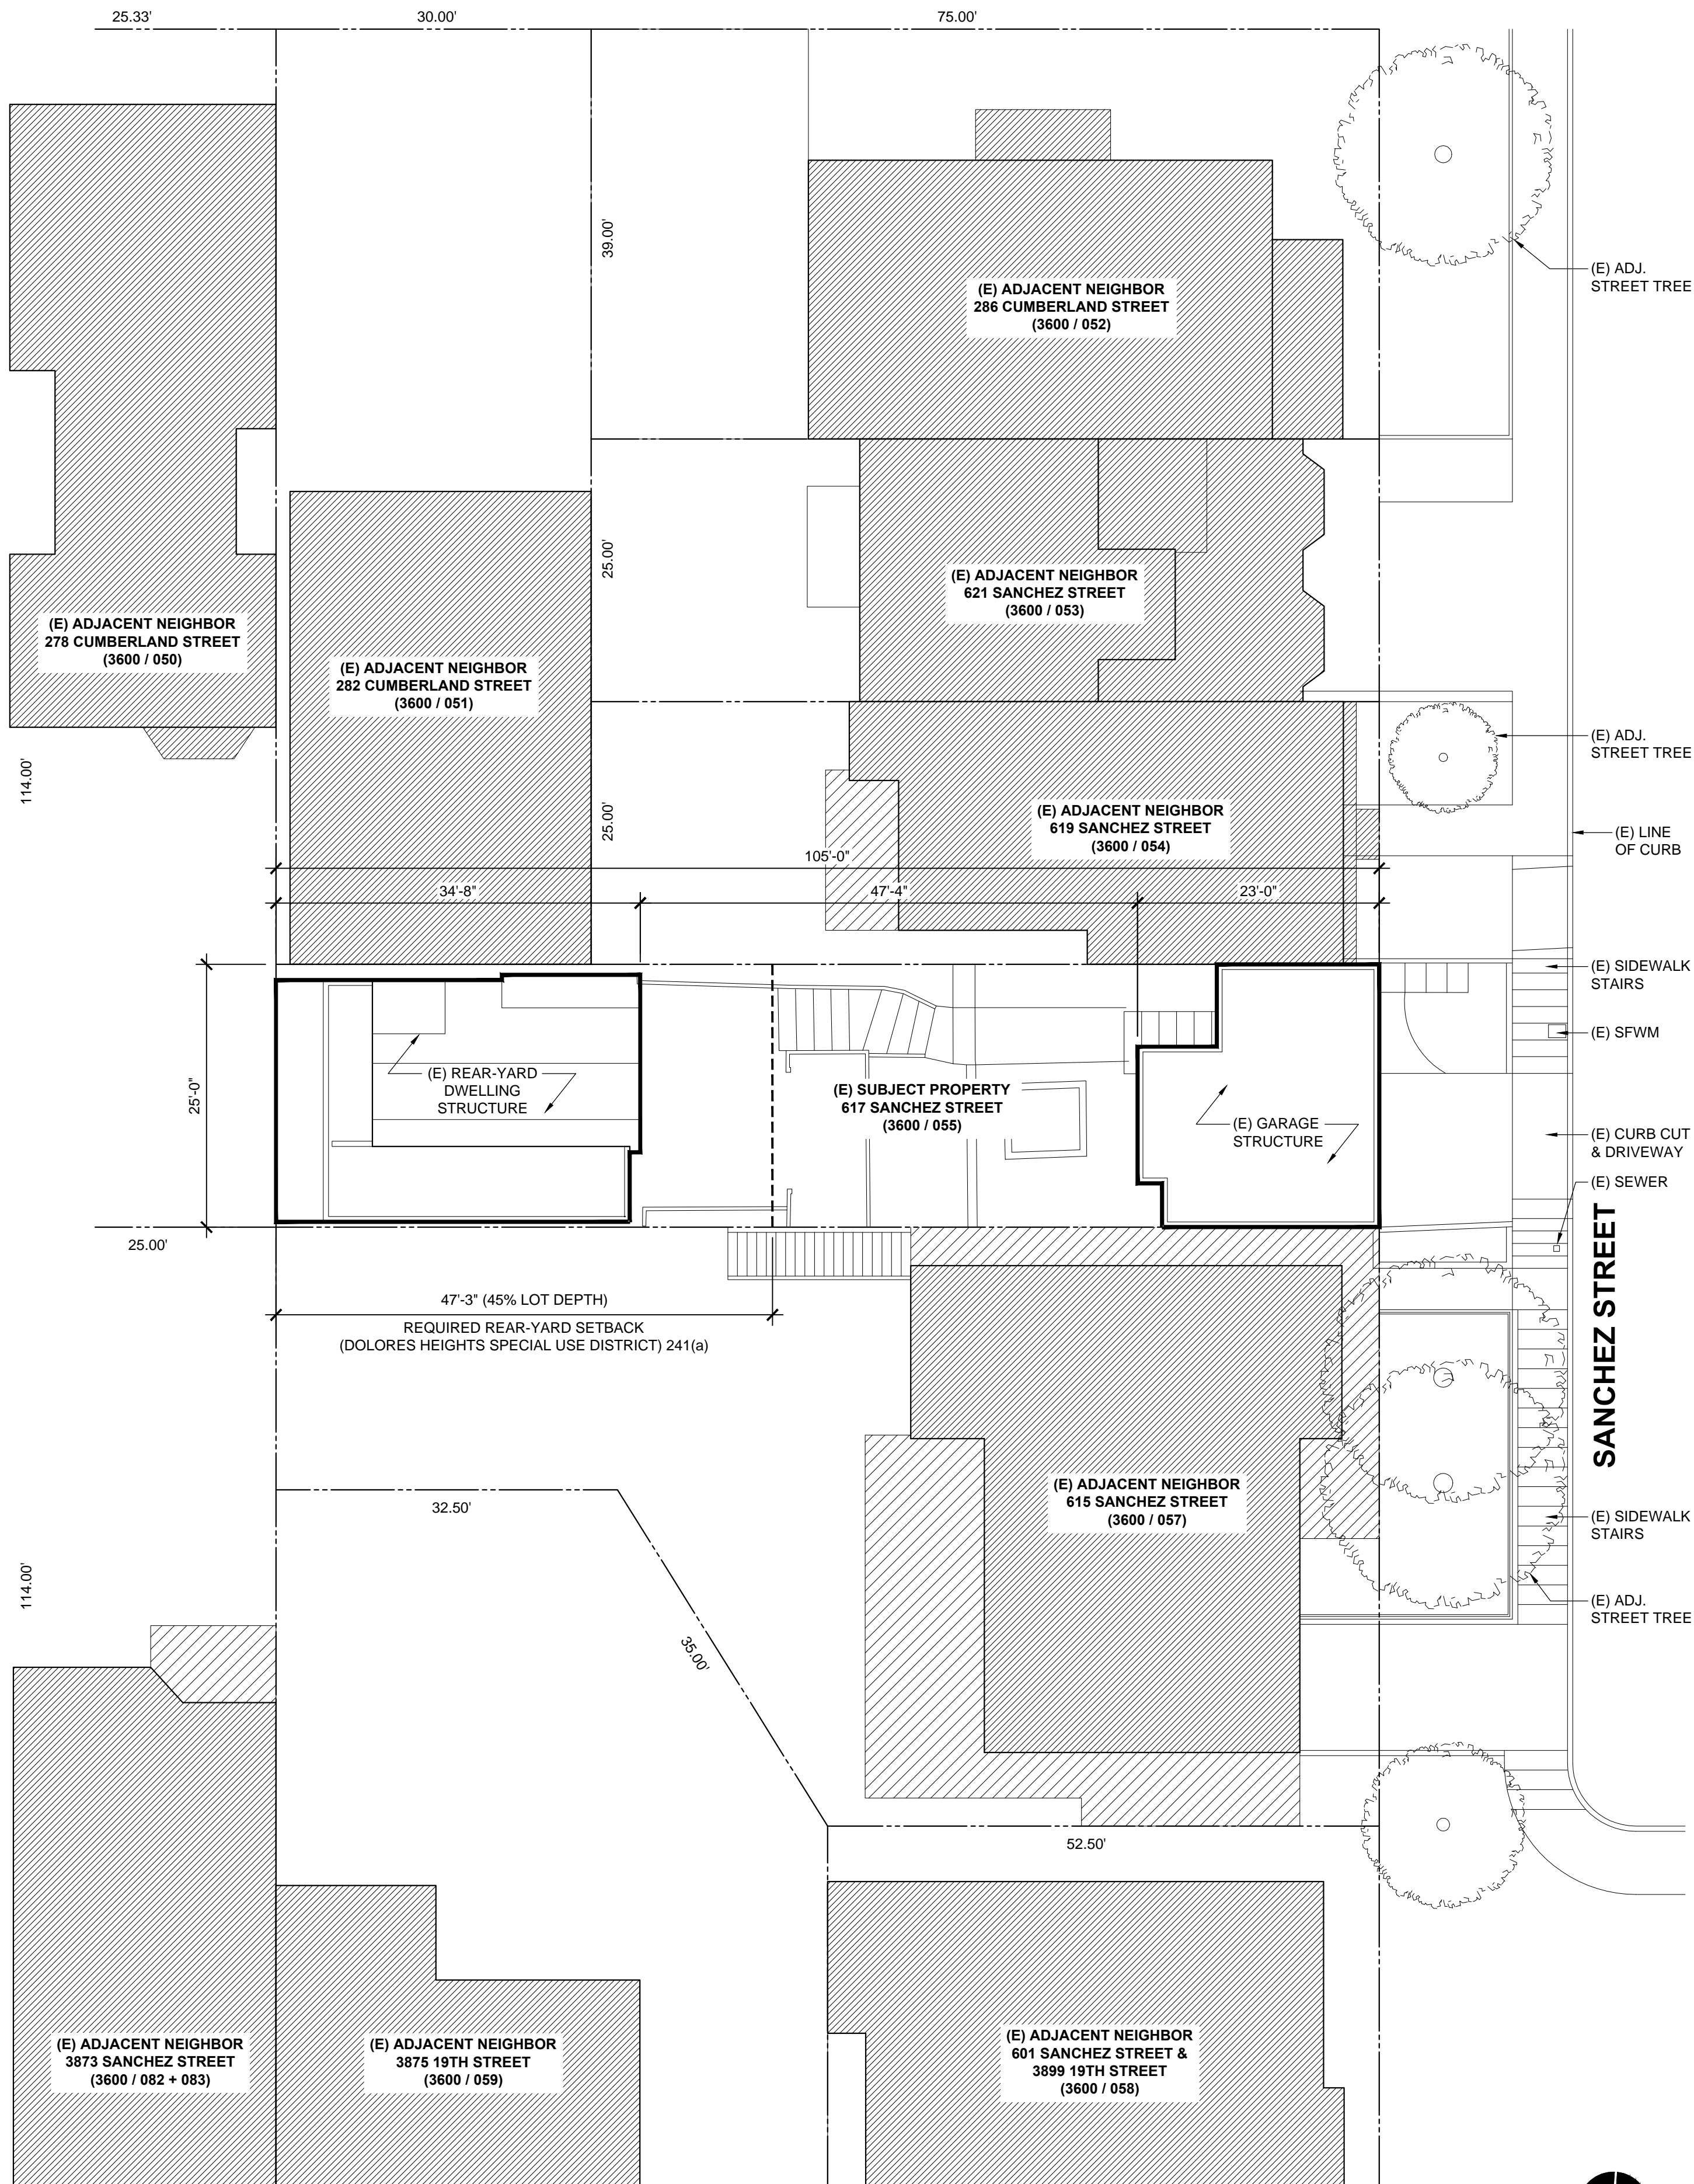 25.33'
30.00'
75.00'
39.00'
(E) ADJ.
STREET TREE
(E) ADJACENT NEIGHBOR
286 CUMBERLAND STREET
(3600 / 052)
25.00'
(E) ADJACENT NEIGHBOR
621 SANCHEZ STREET
(3600 / 053)
(E) ADJACENT NEIGHBOR
278 CUMBERLAND STREET
(3600 / 050)
(E) ADJACENT NEIGHBOR
282 CUMBERLAND STREET
(3600 / 051)
(E) ADJ.
STREET TREE
114.00'
25.00'
(E) ADJACENT NEIGHBOR
619 SANCHEZ STREET
(3600 / 054)
(E) LINE
OF CURB
105'-0"
34'-8"
47'-4"
23'-0"
(E) SIDEWALK
STAIRS
(E) SFWM
25'-0"
(E) REAR-YARD
DWELLING
STRUCTURE
(E) SUBJECT PROPERTY
617 SANCHEZ STREET
(3600 / 055)
(E) GARAGE
STRUCTURE
(E) CURB CUT
& DRIVEWAY
(E) SEWER
25.00'
SANCHEZ STREET
47'-3" (45% LOT DEPTH)
REQUIRED REAR-YARD SETBACK
(DOLORES HEIGHTS SPECIAL USE DISTRICT) 241(a)
32.50'
(E) ADJACENT NEIGHBOR
615 SANCHEZ STREET
(3600 / 057)
(E) SIDEWALK
STAIRS
114.00'
(E) ADJ.
STREET TREE
35.00'
52.50'
(E) ADJACENT NEIGHBOR
3873 SANCHEZ STREET
(3600 / 082 + 083)
(E) ADJACENT NEIGHBOR
3875 19TH STREET
(3600 / 059)
(E) ADJACENT NEIGHBOR
601 SANCHEZ STREET &
3899 19TH STREET
(3600 / 058)